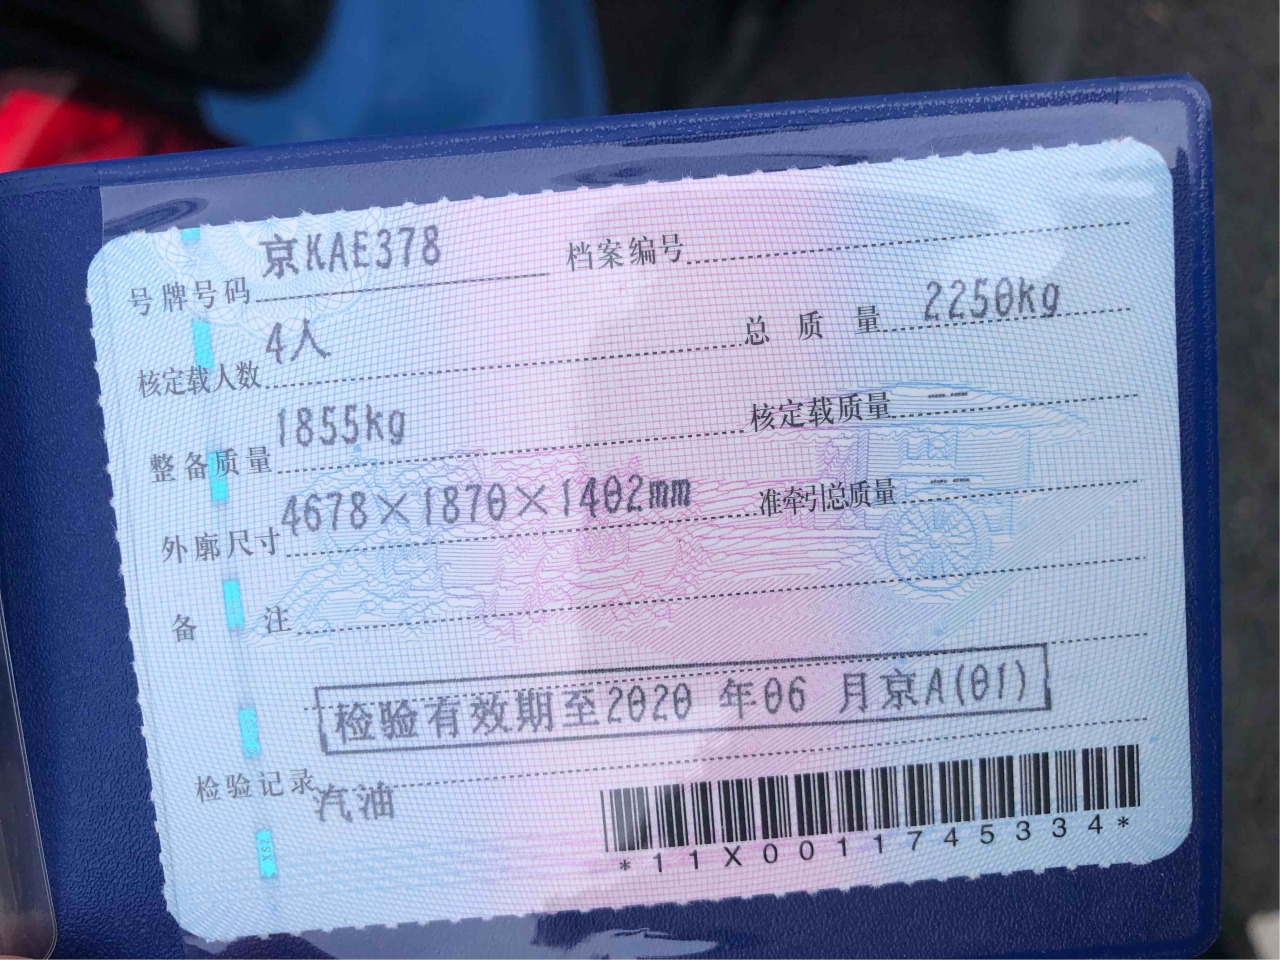 号牌号码 京KAE378 档案编号
核定载人数 4人 总质量 2250kg
整备质量 1855kg 核定载质量
外廓尺寸 4678×1870×1402mm 准牵引总质量
备注
检验有效期至2020 年06 月京A(01)
检验记录
汽油
*11X0011745334*
ZSX